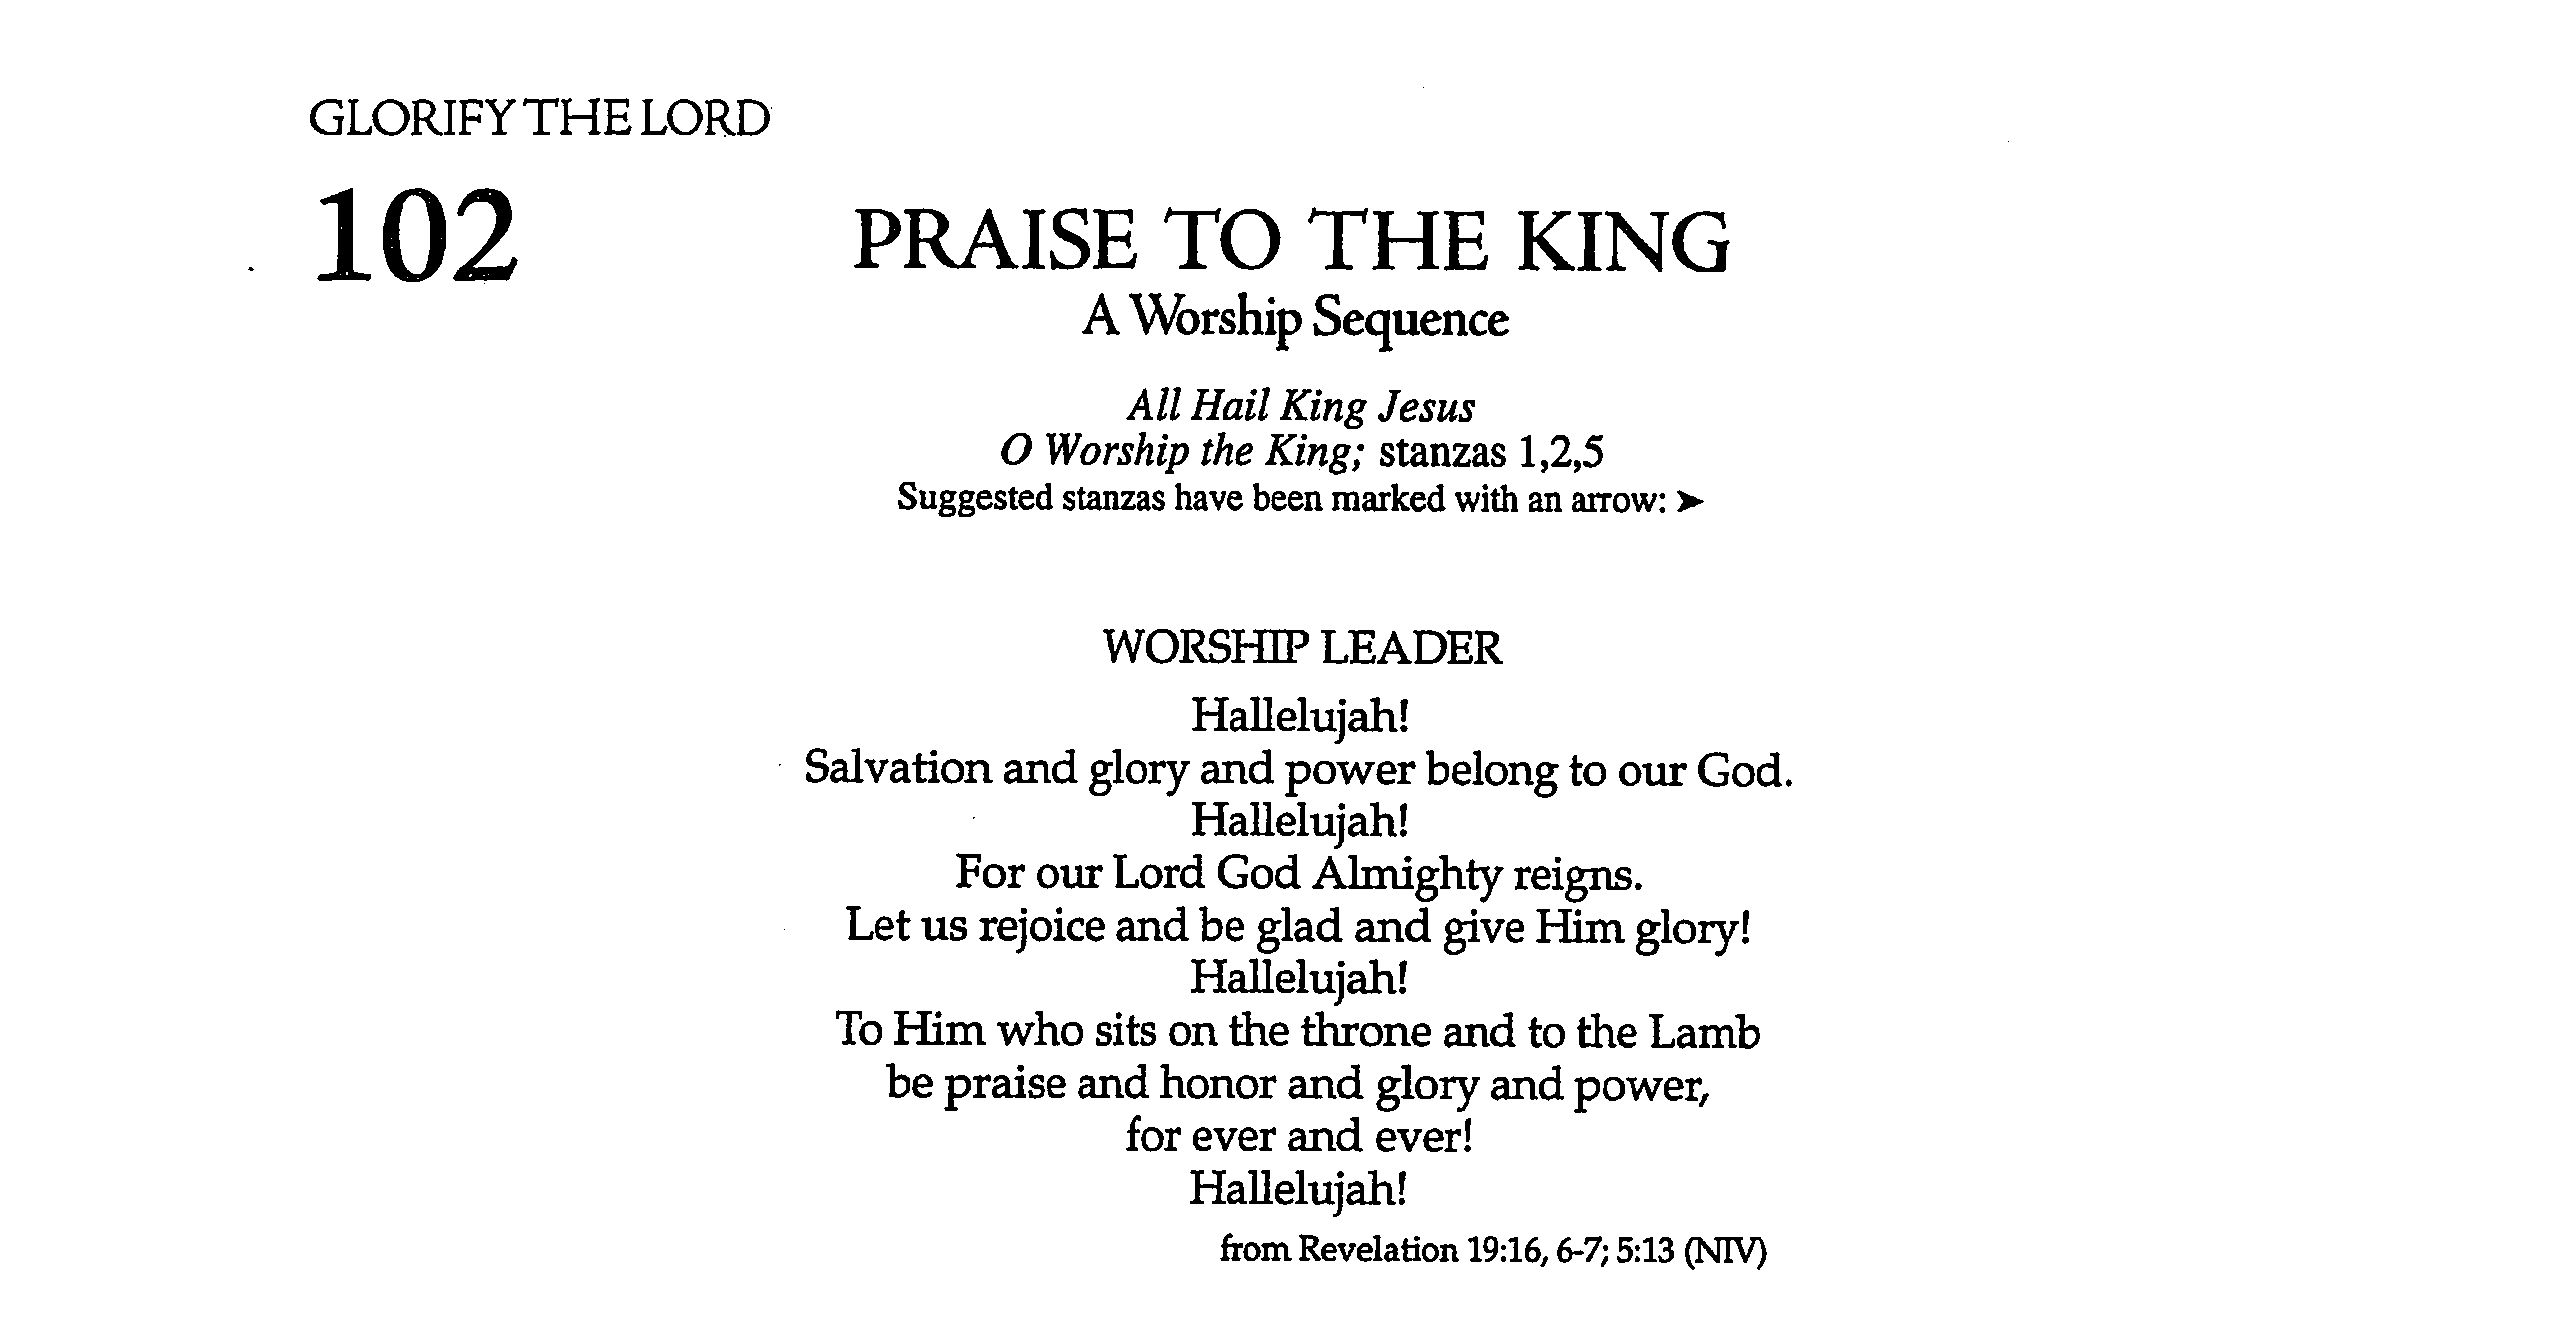 GLORIFY THE LORD
102
PRAISE TO THE KING
A Worship Sequence
All Hail King Jesus
O Worship the King; stanzas 1,2,5
Suggested stanzas have been marked with an arrow: ➤
WORSHIP LEADER
Hallelujah!
Salvation and glory and power belong to our God.
Hallelujah!
For our Lord God Almighty reigns.
Let us rejoice and be glad and give Him glory!
Hallelujah!
To Him who sits on the throne and to the Lamb
be praise and honor and glory and power,
for ever and ever!
Hallelujah!
from Revelation 19:16, 6-7; 5:13 (NIV)